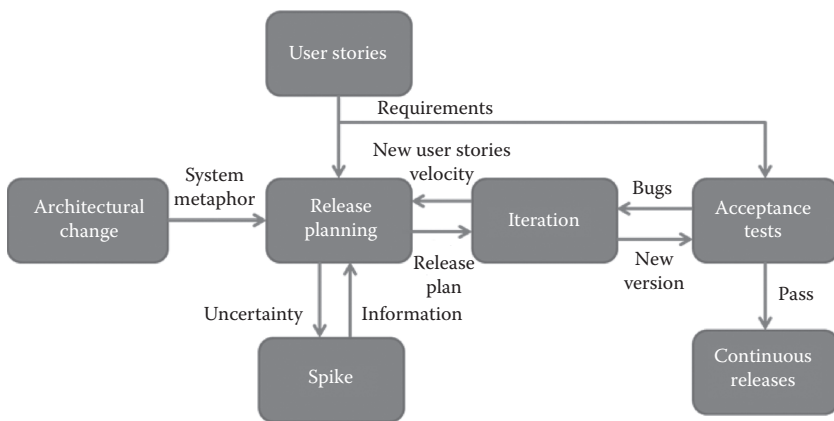 User stories
Requirements
New user stories
velocity
System
metaphor
Architectural
change
Release
planning
Iteration
Bugs
Acceptance
tests
Release
plan
New
version
Pass
Uncertainty
Information
Spike
Continuous
releases